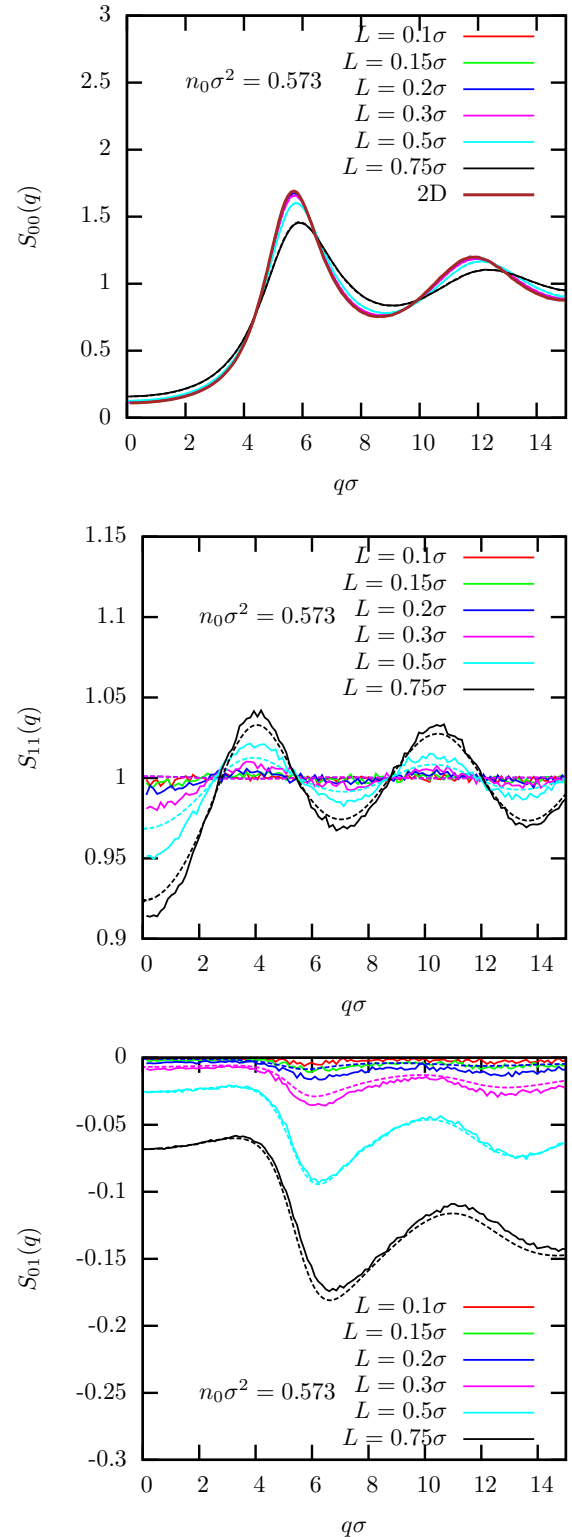 3
2.5
2
1.5
1
0.5
0
0 2 4 6 8 10 12 14
S₀₀(q)
qσ
n₀σ² = 0.573
L = 0.1σ
L = 0.15σ
L = 0.2σ
L = 0.3σ
L = 0.5σ
L = 0.75σ
2D
1.15
1.1
1.05
1
0.95
0.9
0 2 4 6 8 10 12 14
S₁₁(q)
qσ
n₀σ² = 0.573
L = 0.1σ
L = 0.15σ
L = 0.2σ
L = 0.3σ
L = 0.5σ
L = 0.75σ
0
-0.05
-0.1
-0.15
-0.2
-0.25
-0.3
0 2 4 6 8 10 12 14
S₀₁(q)
qσ
n₀σ² = 0.573
L = 0.1σ
L = 0.15σ
L = 0.2σ
L = 0.3σ
L = 0.5σ
L = 0.75σ